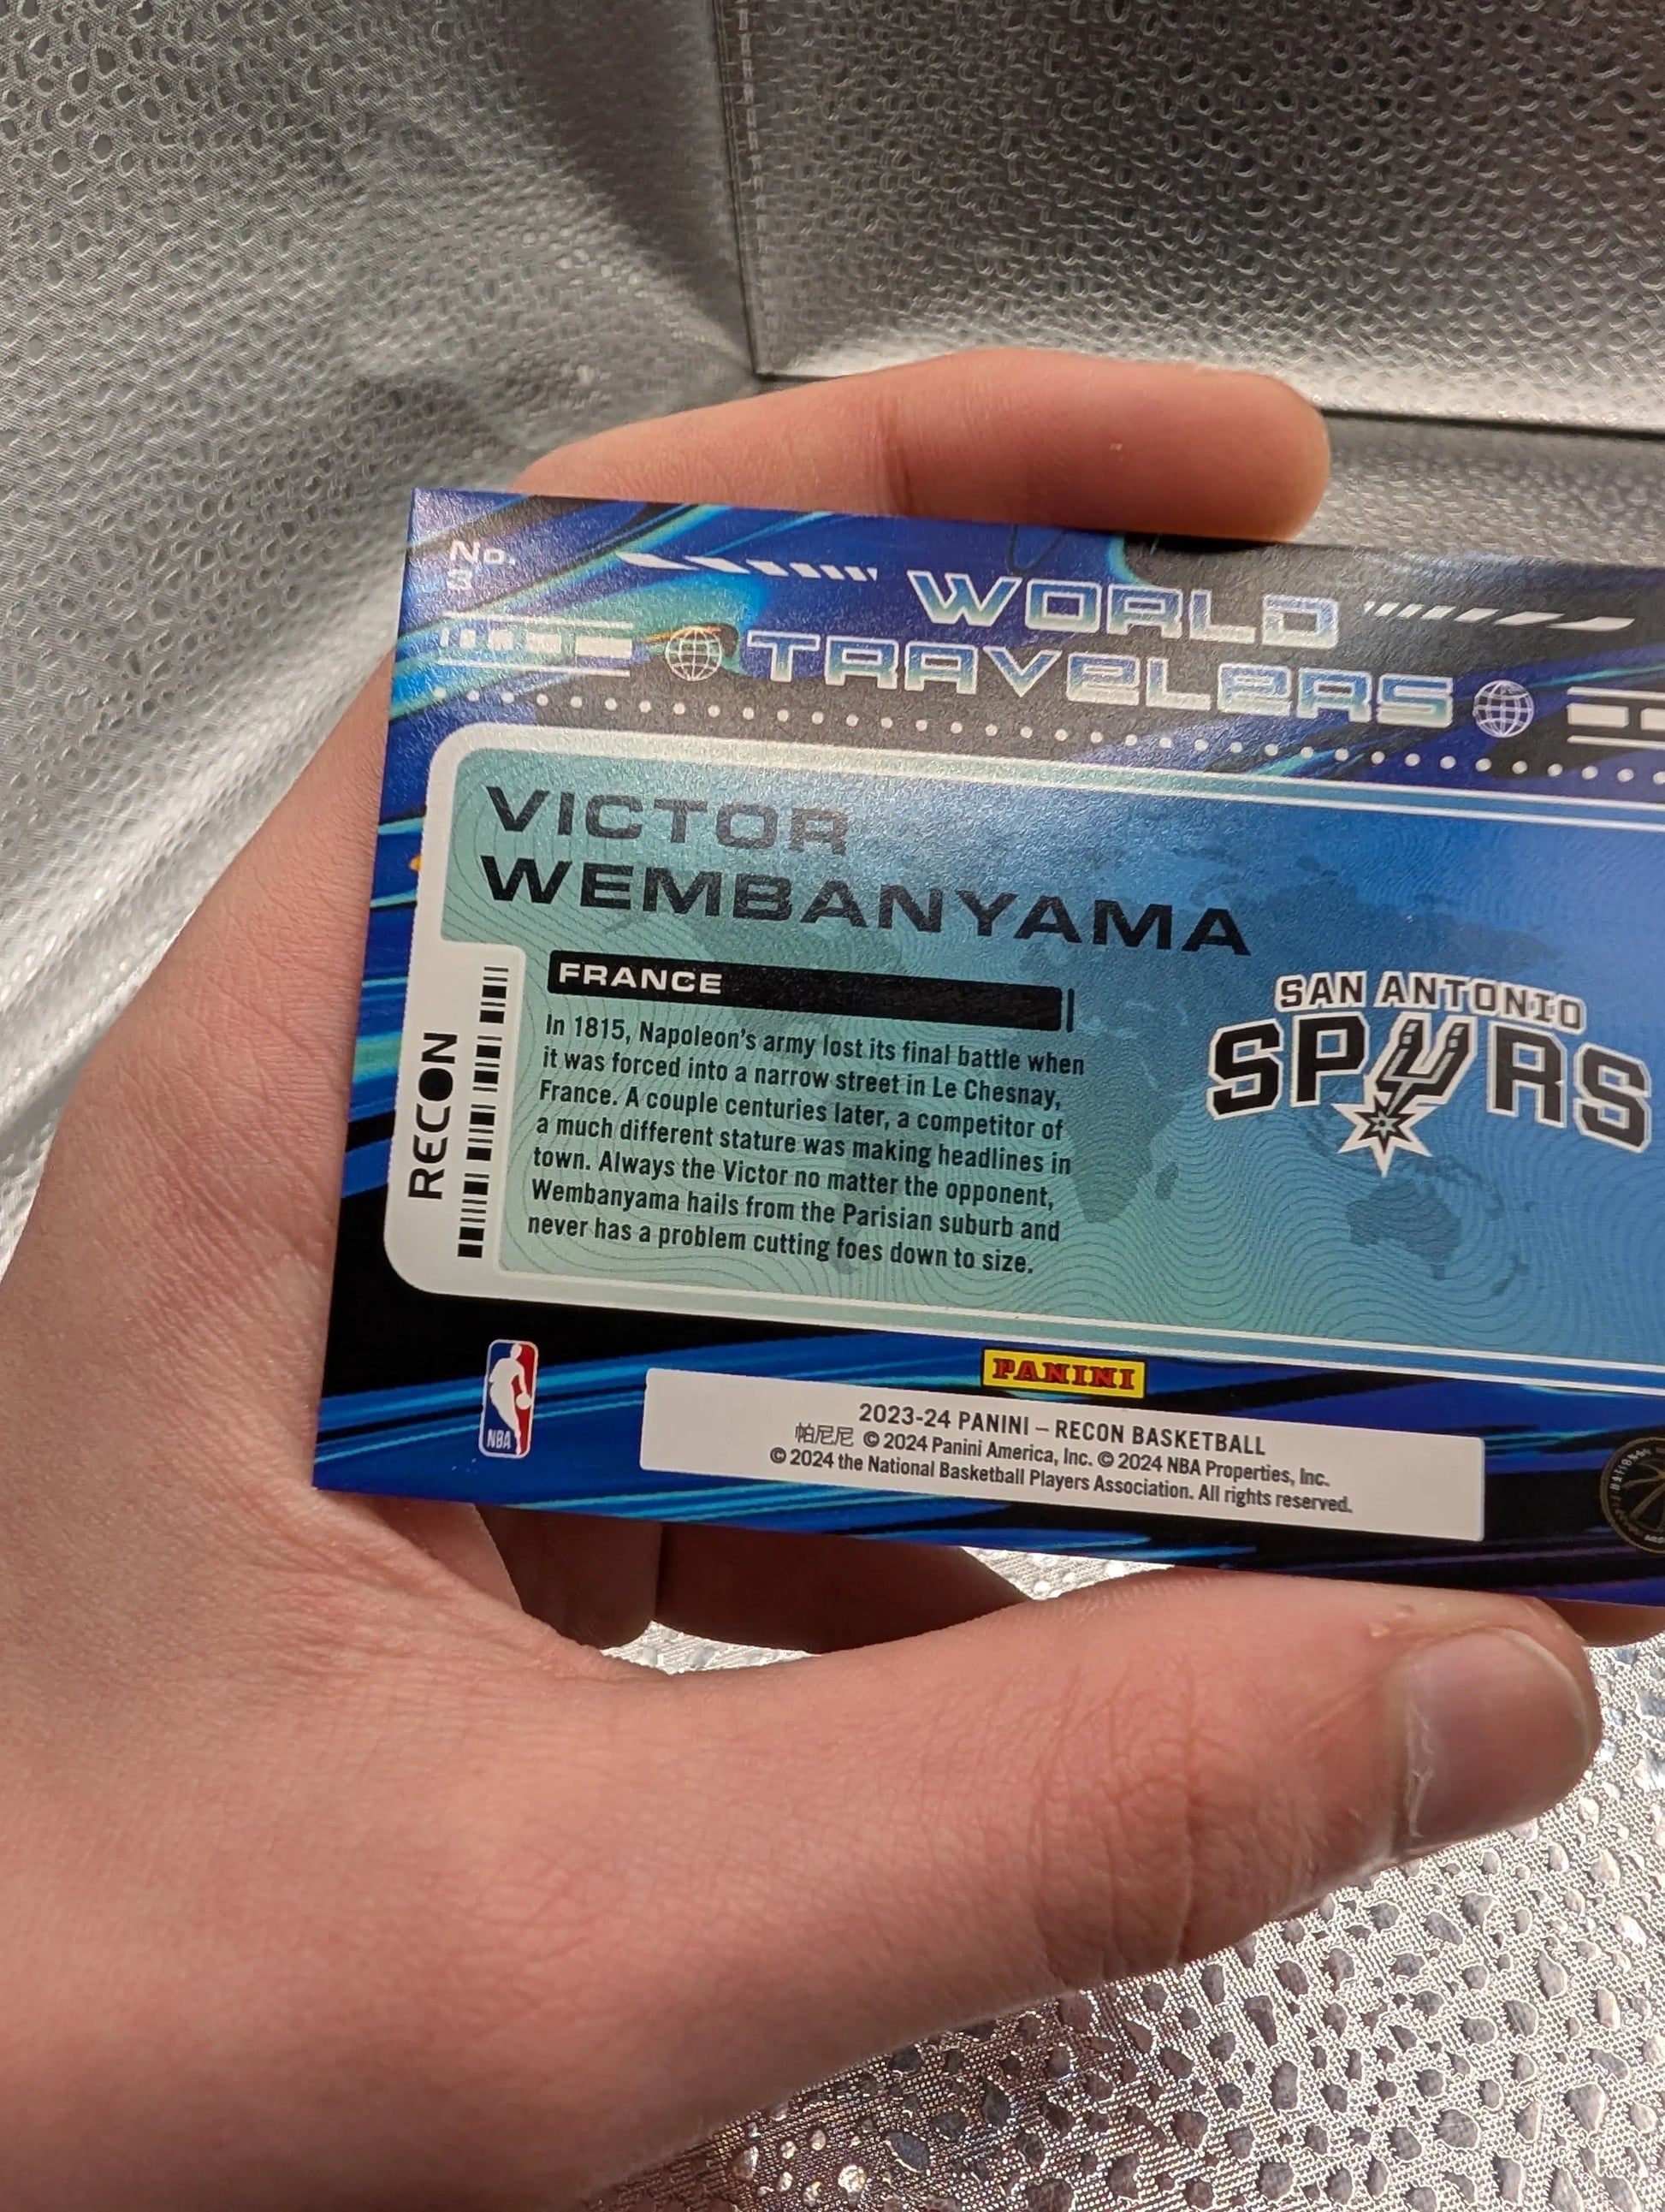 No.
3
WORLD
TRAVELERS
VICTOR
WEMBANYAMA
FRANCE
In 1815, Napoleon's army lost its final battle when
it was forced into a narrow street in Le Chesnay,
France. A couple centuries later, a competitor of
a much different stature was making headlines in
town. Always the Victor no matter the opponent,
Wembanyama hails from the Parisian suburb and
never has a problem cutting foes down to size.
RECON
SAN ANTONIO
SPURS
NBA
PANINI
2023-24 PANINI – RECON BASKETBALL
帕尼尼 © 2024 Panini America, Inc. © 2024 NBA Properties, Inc.
© 2024 the National Basketball Players Association. All rights reserved.